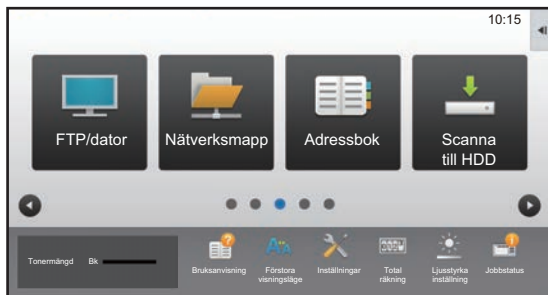 10:15
FTP/dator
Nätverksmapp
Adressbok
Scanna
till HDD
Tonermängd Bk
Bruksanvisning
Förstora
visningsläge
Inställningar
Total
räkning
Ljusstyrka
inställning
Jobbstatus